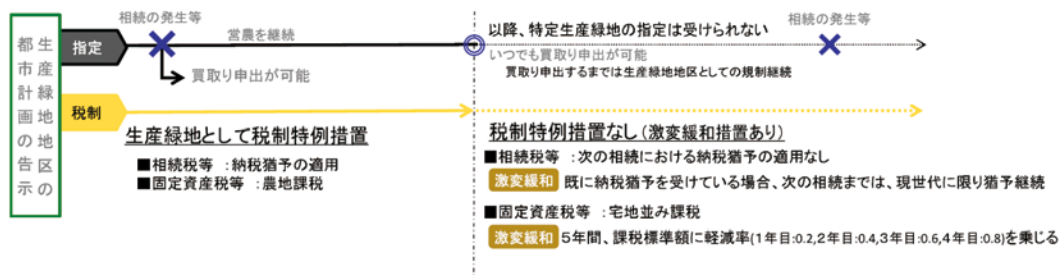 生産緑地地区の
都市計画の告示
指定
相続の発生等
営農を継続
買取り申出が可能
以降、特定生産緑地の指定は受けられない
相続の発生等
いつでも買取り申出が可能
買取り申出するまでは生産緑地地区としての規制継続
税制
生産緑地として税制特例措置
■相続税等 :納税猶予の適用
■固定資産税等 :農地課税
税制特例措置なし(激変緩和措置あり)
■相続税等 :次の相続における納税猶予の適用なし
激変緩和 既に納税猶予を受けている場合、次の相続までは、現世代に限り猶予継続
■固定資産税等 :宅地並み課税
激変緩和 5年間、課税標準額に軽減率(1年目:0.2,2年目:0.4,3年目:0.6,4年目:0.8)を乗じる